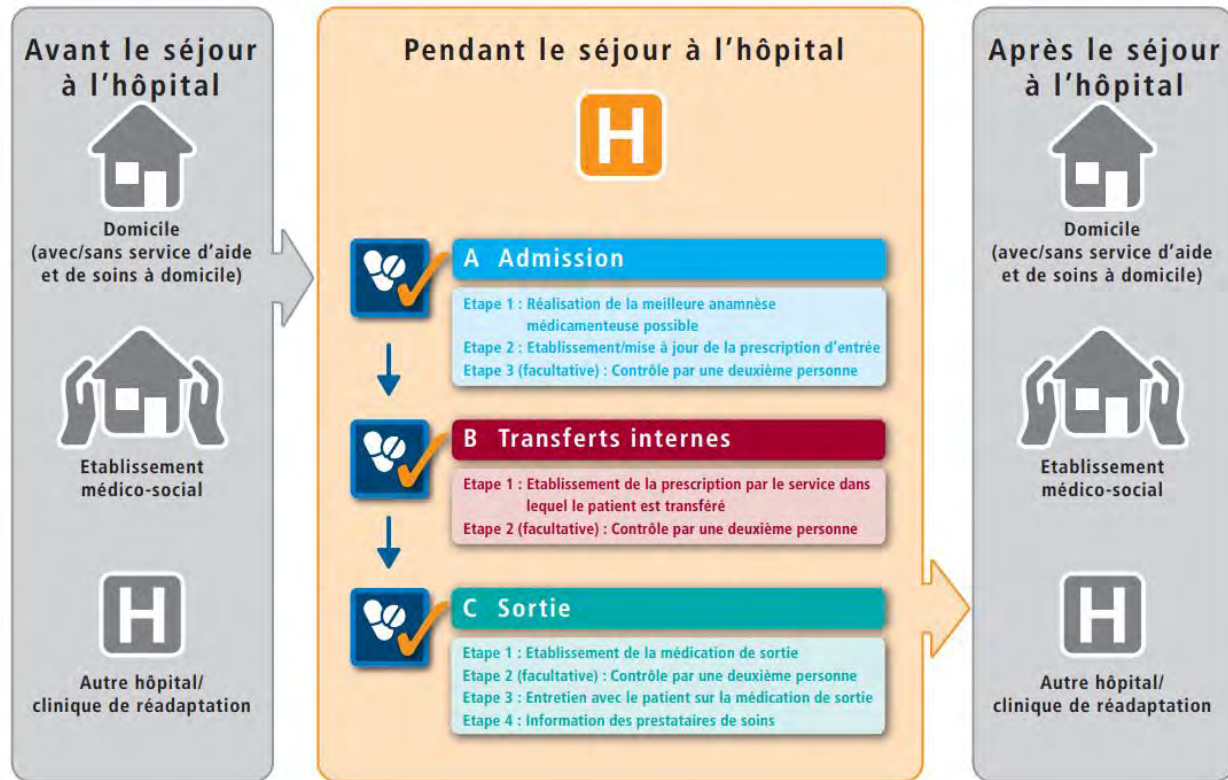 Avant le séjour
à l'hôpital
Domicile
(avec/sans service d'aide
et de soins à domicile)
Etablissement
médico-social
H
Autre hôpital/
clinique de réadaptation
Pendant le séjour à l'hôpital
H
A Admission
Etape 1 : Réalisation de la meilleure anamnèse
médicamenteuse possible
Etape 2 : Etablissement/mise à jour de la prescription d'entrée
Etape 3 (facultative) : Contrôle par une deuxième personne
B Transferts internes
Etape 1 : Etablissement de la prescription par le service dans
lequel le patient est transféré
Etape 2 (facultative) : Contrôle par une deuxième personne
C Sortie
Etape 1 : Etablissement de la médication de sortie
Etape 2 (facultative) : Contrôle par une deuxième personne
Etape 3 : Entretien avec le patient sur la médication de sortie
Etape 4 : Information des prestataires de soins
Après le séjour
à l'hôpital
Domicile
(avec/sans service d'aide
et de soins à domicile)
Etablissement
médico-social
H
Autre hôpital/
clinique de réadaptation